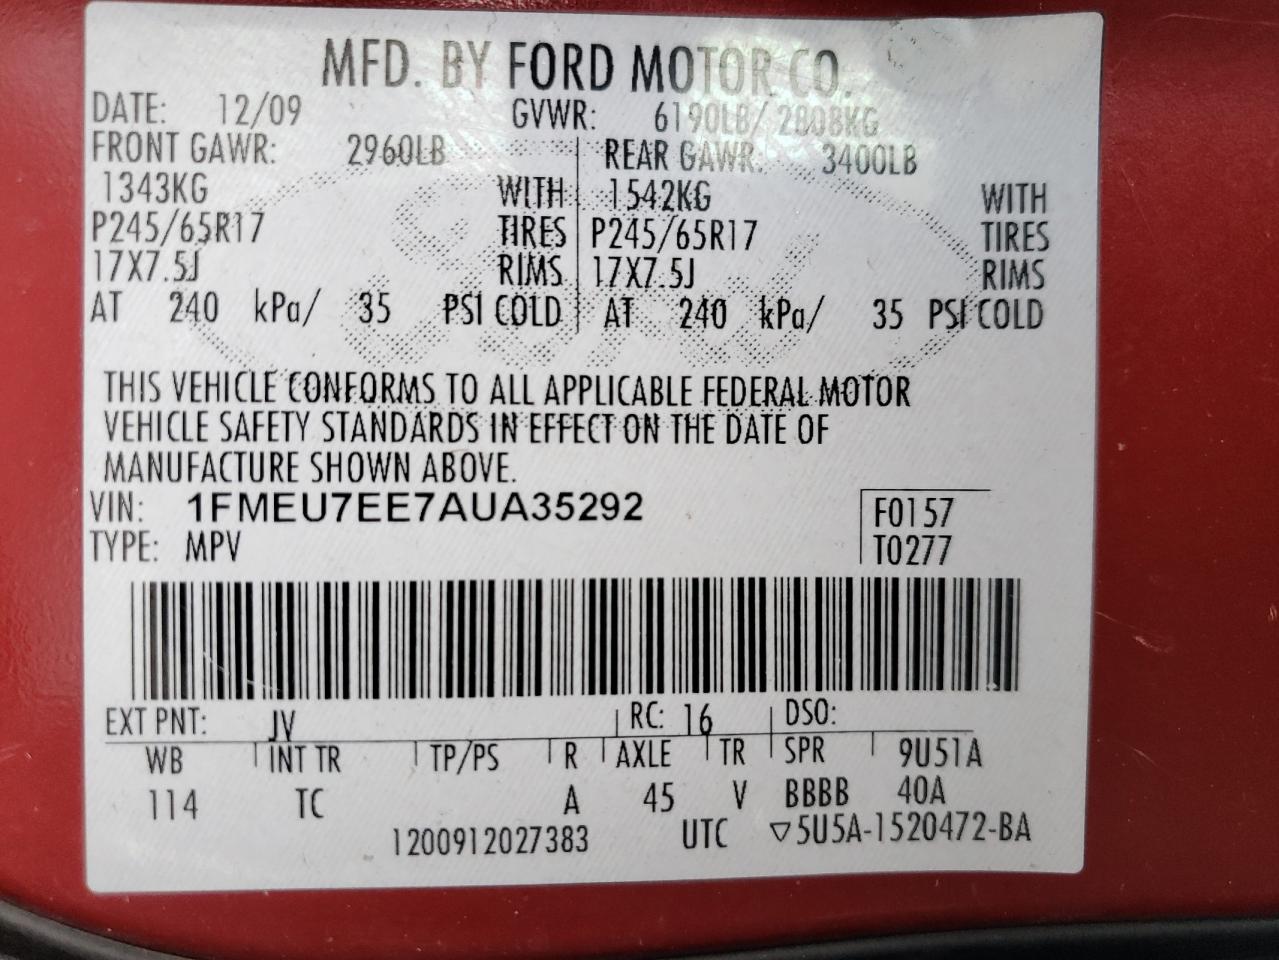 MFD. BY FORD MOTOR CO.
DATE: 12/09 GVWR: 6190LB/ 2808KG
FRONT GAWR: 2960LB REAR GAWR: 3400LB
1343KG WITH 1542KG WITH
P245/65R17 TIRES P245/65R17 TIRES
17X7.5J RIMS 17X7.5J RIMS
AT 240 kPa/ 35 PSI COLD AT 240 kPa/ 35 PSI COLD
THIS VEHICLE CONFORMS TO ALL APPLICABLE FEDERAL MOTOR
VEHICLE SAFETY STANDARDS IN EFFECT ON THE DATE OF
MANUFACTURE SHOWN ABOVE.
VIN: 1FMEU7EE7AUA35292 F0157
TYPE: MPV T0277
EXT PNT: JV RC: 16 DSO:
WB INT TR TP/PS R AXLE TR SPR 9U51A
114 TC A 45 V BBBB 40A
1200912027383 UTC ▽5U5A-1520472-BA